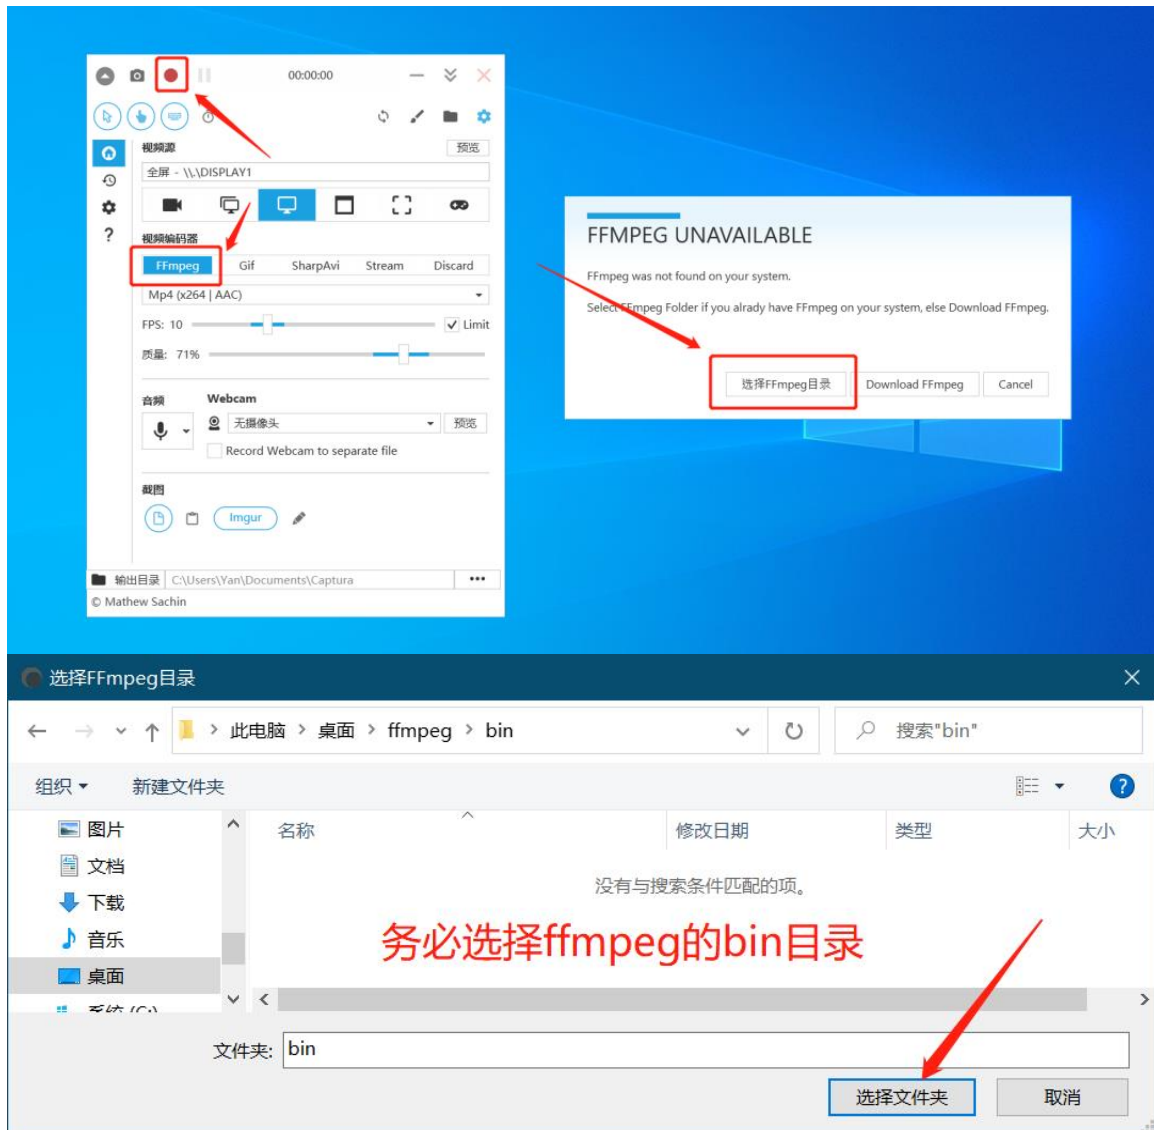 00:00:00
视频源
预览
全屏 - \\.\DISPLAY1
?
视频编码器
FFmpeg Gif SharpAvi Stream Discard
Mp4 (x264 | AAC)
FPS: 10 Limit
质量: 71%
音频 Webcam
无摄像头 预览
Record Webcam to separate file
截图
Imgur
输出目录 C:\Users\Yan\Documents\Captura •••
© Mathew Sachin
FFMPEG UNAVAILABLE
FFmpeg was not found on your system.
Select FFmpeg Folder if you alrady have FFmpeg on your system, else Download FFmpeg.
选择FFmpeg目录 Download FFmpeg Cancel
选择FFmpeg目录
此电脑 > 桌面 > ffmpeg > bin
搜索"bin"
组织 新建文件夹
?
图片
文档
下载
音乐
桌面
系统 (C:)
名称 修改日期 类型 大小
没有与搜索条件匹配的项。
务必选择ffmpeg的bin目录
文件夹: bin
选择文件夹 取消